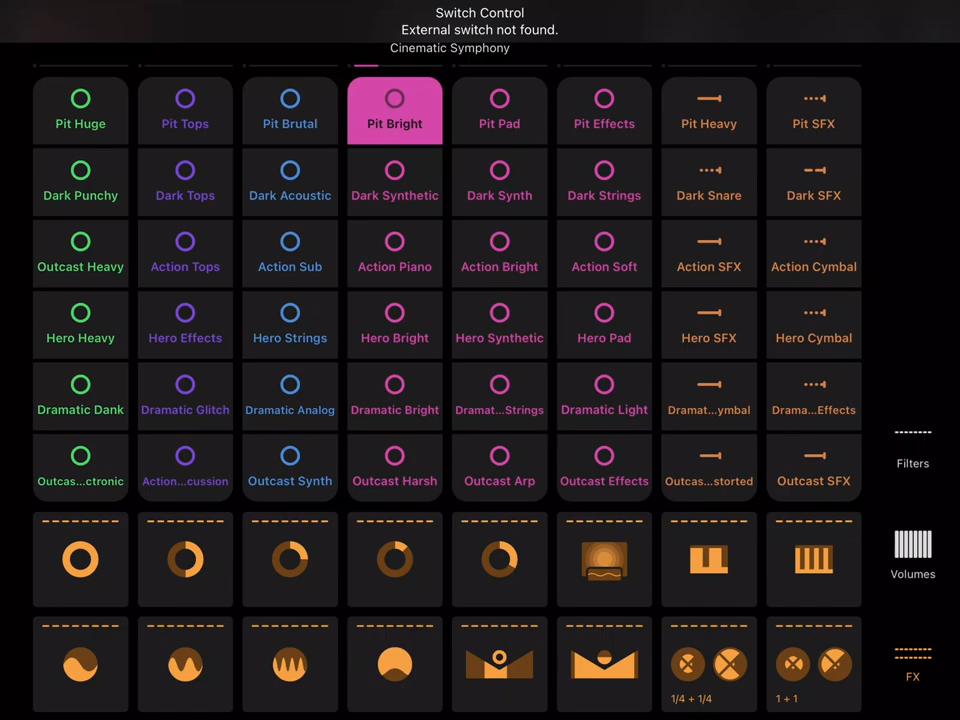 Switch Control
External switch not found.
Cinematic Symphony
Pit Huge Pit Tops Pit Brutal Pit Bright Pit Pad Pit Effects Pit Heavy Pit SFX
Dark Punchy Dark Tops Dark Acoustic Dark Synthetic Dark Synth Dark Strings Dark Snare Dark SFX
Outcast Heavy Action Tops Action Sub Action Piano Action Bright Action Soft Action SFX Action Cymbal
Hero Heavy Hero Effects Hero Strings Hero Bright Hero Synthetic Hero Pad Hero SFX Hero Cymbal
Dramatic Dank Dramatic Glitch Dramatic Analog Dramatic Bright Dramat...Strings Dramatic Light Dramat...ymbal Drama...Effects
Filters
Outcas...ctronic Action...cussion Outcast Synth Outcast Harsh Outcast Arp Outcast Effects Outcas...storted Outcast SFX
Volumes
FX
1/4 + 1/4 1 + 1